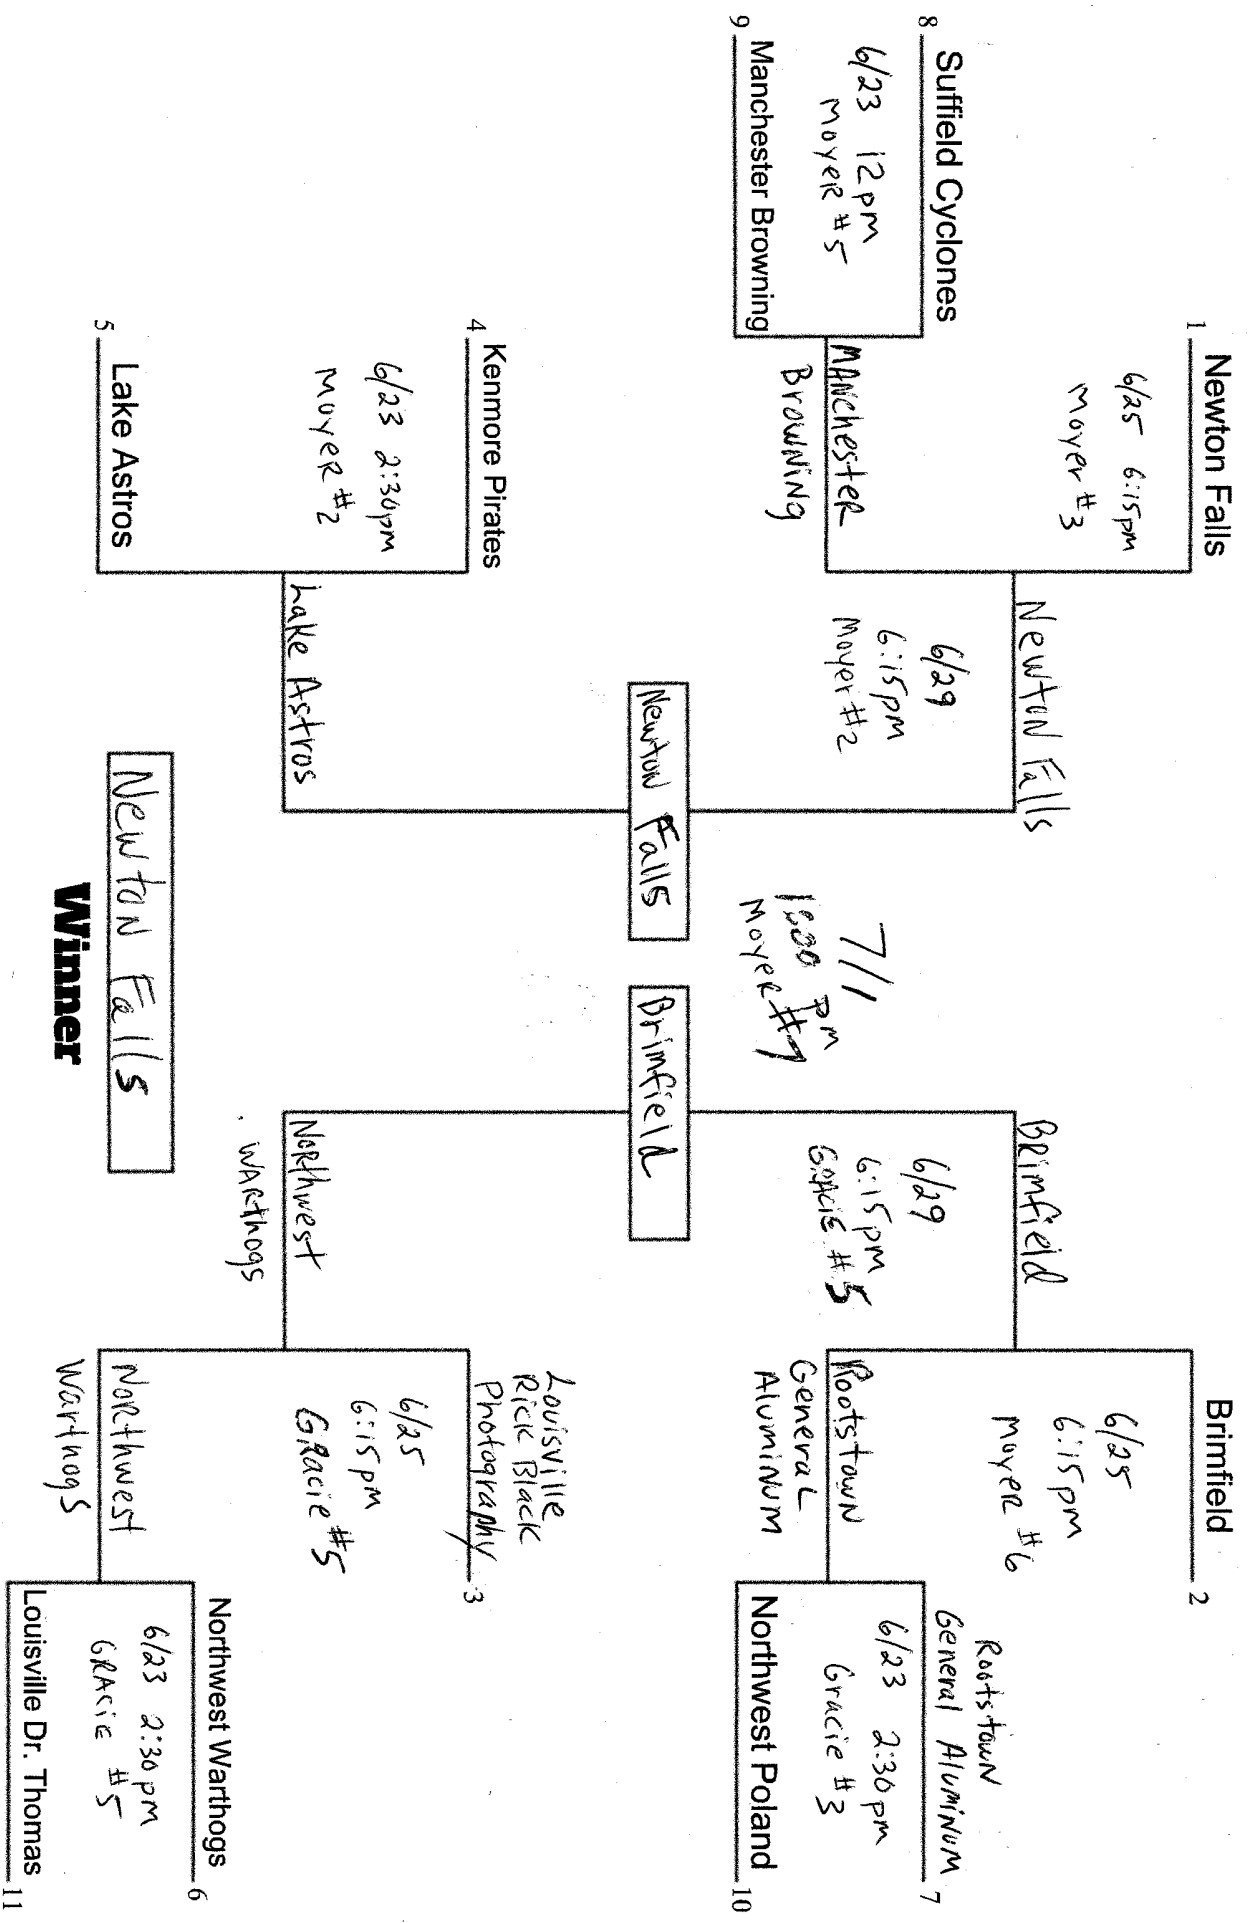 1 Newton Falls
6/25 6:15pm
Moyer #3
8 Suffield Cyclones
6/23 12pm
Moyer #5
9 Manchester Browning
Manchester
Browning
Newton Falls
6/29
6:15pm
Moyer #2
4 Kenmore Pirates
6/23 2:30pm
Moyer #2
5 Lake Astros
Lake Astros
Newton Falls
7/1
pm
Moyer
Brimfield
Newton Falls
Winner
Brimfield 2
6/25
6:15pm
Moyer #6
Brimfield
6/29
6:15pm
Gracie #5
Rootstown
General Aluminum 7
6/23 2:30pm
Gracie #3
Northwest Poland 10
Rootstown
General
Aluminum
Louisville
Rick Black
Photography 3
6/25
6:15pm
Gracie #5
Northwest
Warthogs
Northwest
Warthogs
Northwest Warthogs 6
6/23 2:30pm
Gracie #5
Louisville Dr. Thomas 11